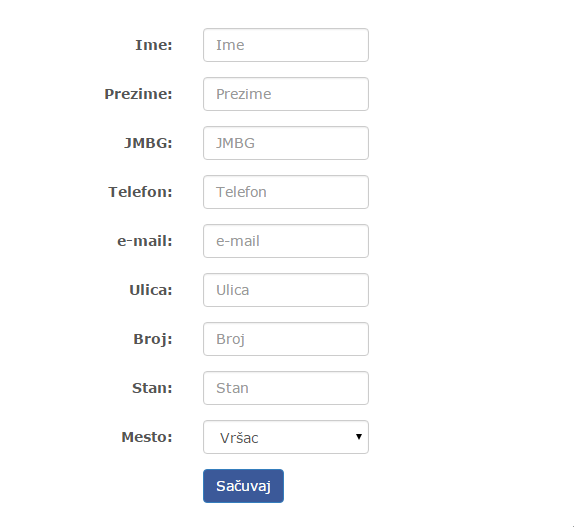 Ime: Ime
Prezime: Prezime
JMBG: JMBG
Telefon: Telefon
e-mail: e-mail
Ulica: Ulica
Broj: Broj
Stan: Stan
Mesto: Vršac
Sačuvaj